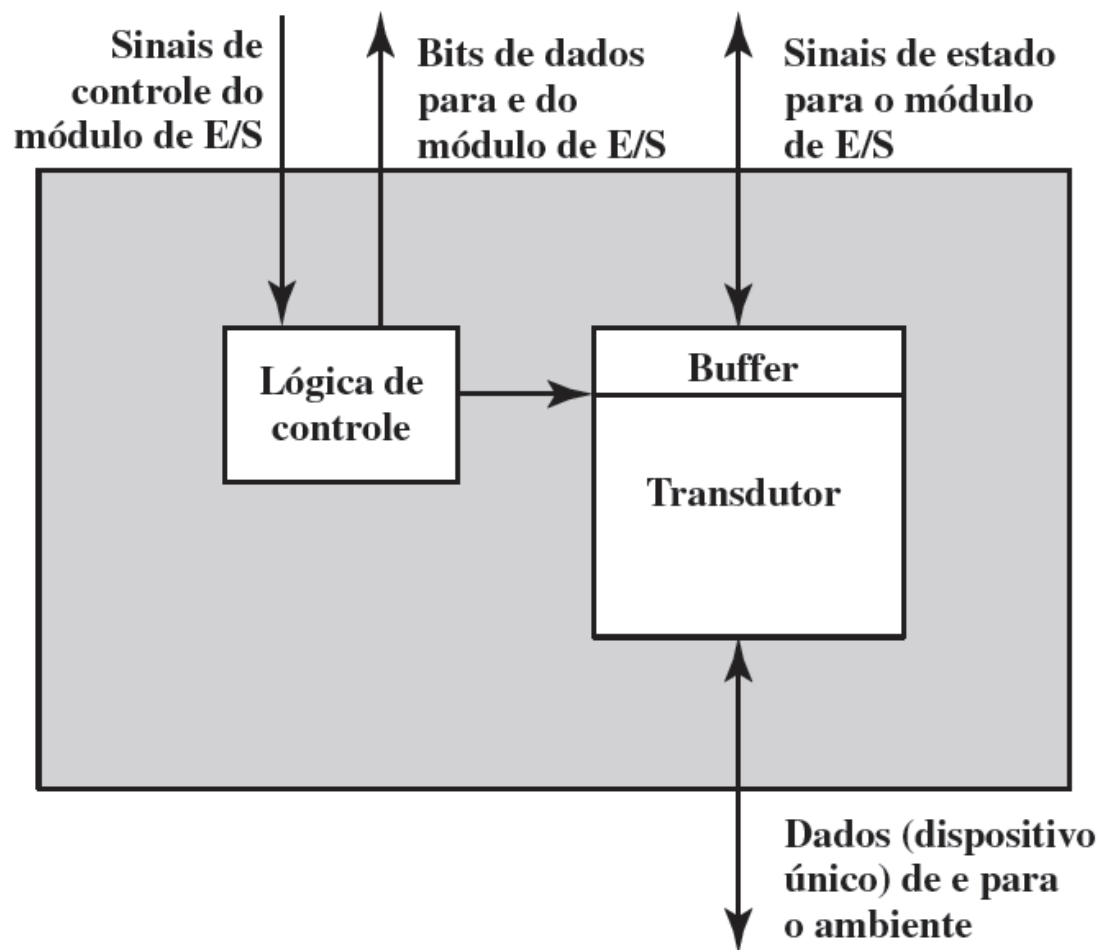 Sinais de
controle do
módulo de E/S
Bits de dados
para e do
módulo de E/S
Sinais de estado
para o módulo
de E/S
Lógica de
controle
Buffer
Transdutor
Dados (dispositivo
único) de e para
o ambiente